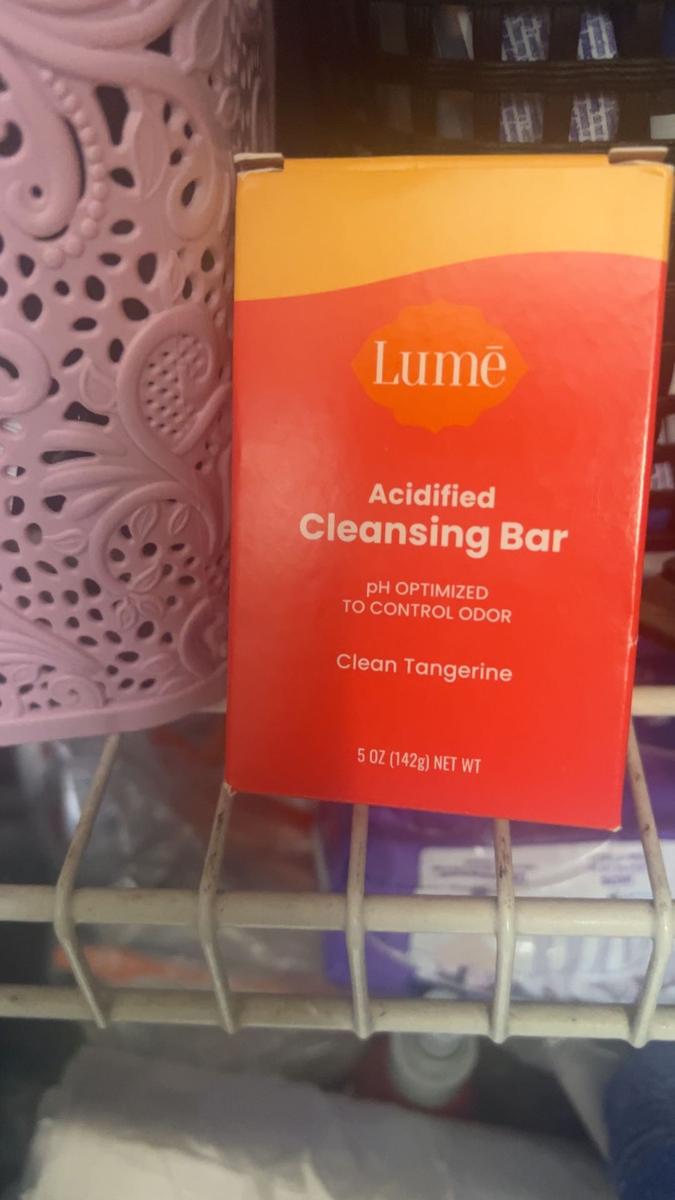 Lumē
Acidified
Cleansing Bar
pH OPTIMIZED
TO CONTROL ODOR
Clean Tangerine
5 OZ (142g) NET WT